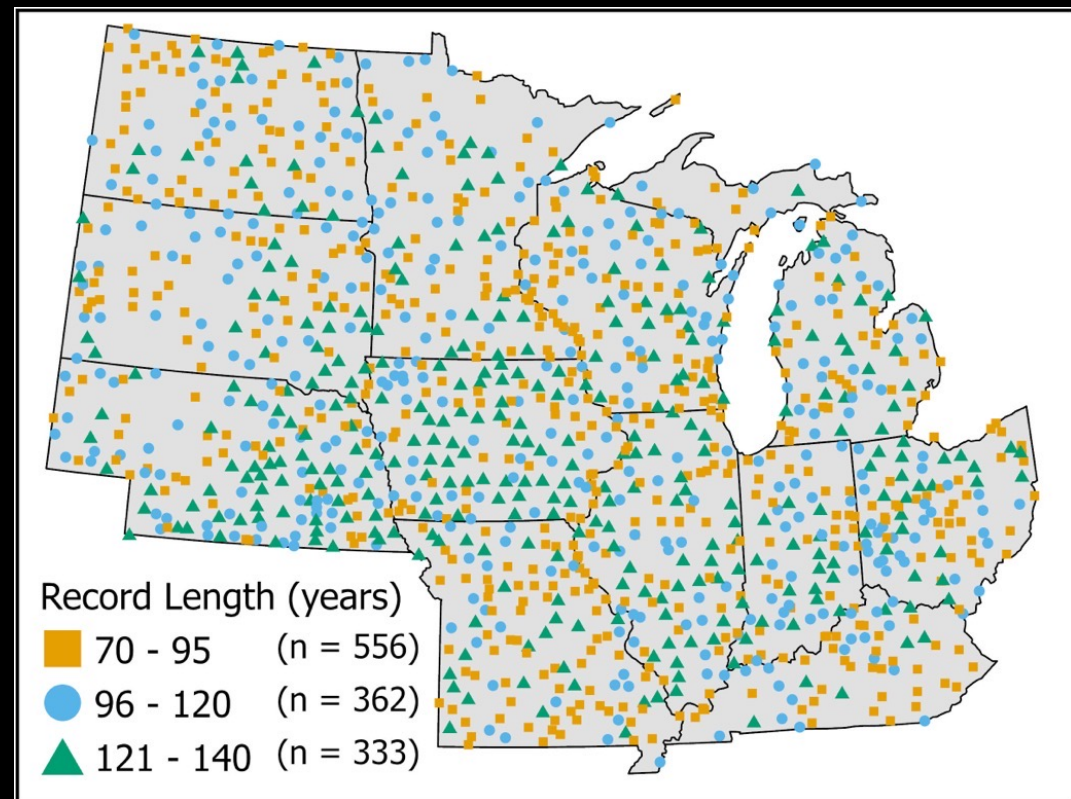 Record Length (years)
70 - 95 (n = 556)
96 - 120 (n = 362)
121 - 140 (n = 333)